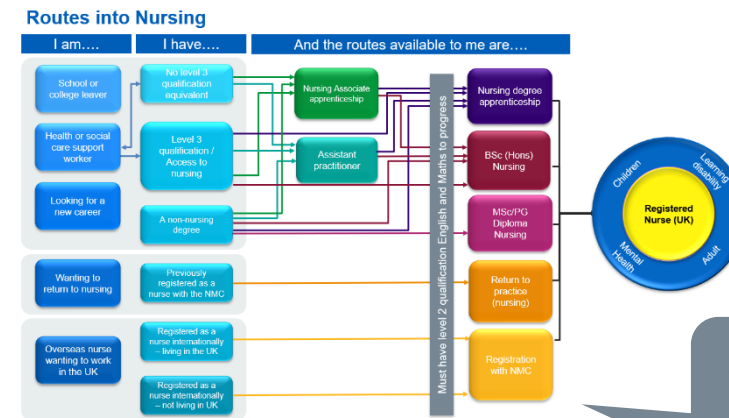 Routes into Nursing
I am....
I have....
And the routes available to me are....
School or
college leaver
Health or social
care support
worker
Looking for a
new career
Wanting to
return to nursing
Overseas nurse
wanting to work
in the UK
No level 3
qualification
equivalent
Level 3
qualification /
Access to
nursing
A non-nursing
degree
Previously
registered as a
nurse with the NMC
Registered as a
nurse internationally
– living in the UK
Registered as a
nurse internationally
– not living in UK
Nursing Associate
apprenticeship
Assistant
practitioner
Must have level 2 qualification English and Maths to progress
Nursing degree
apprenticeship
BSc (Hons)
Nursing
MSc/PG
Diploma
Nursing
Return to
practice
(nursing)
Registration
with NMC
Children
Learning
disability
Registered
Nurse (UK)
Mental
Health
Adult